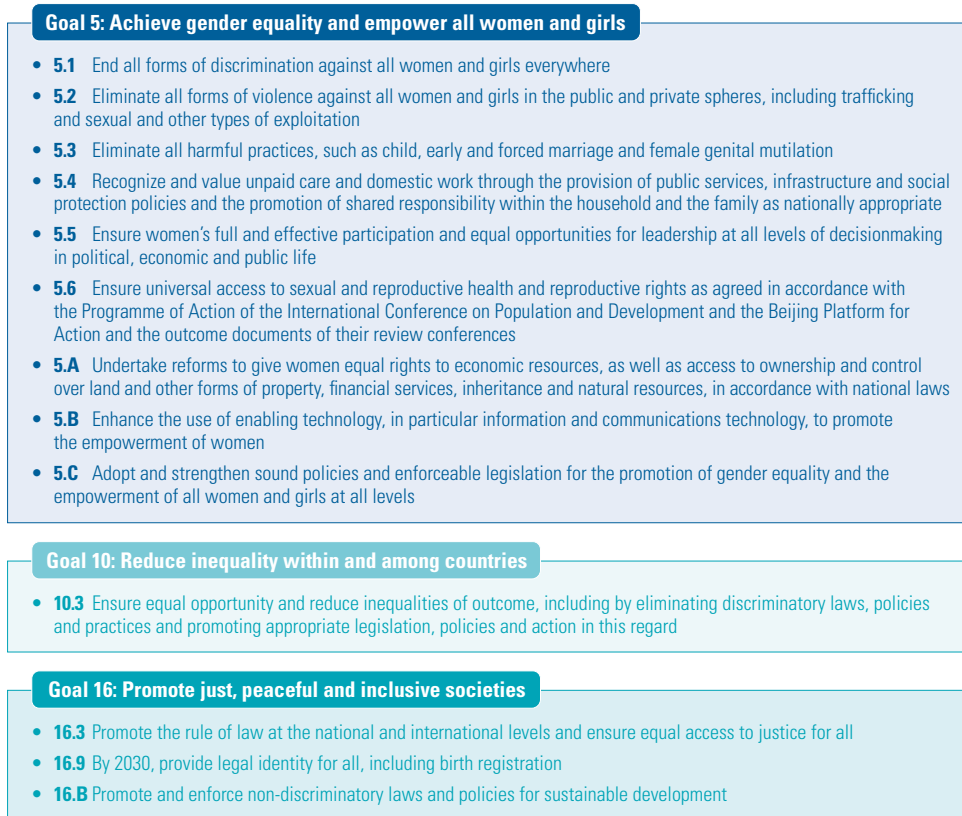 Goal 5: Achieve gender equality and empower all women and girls
• 5.1 End all forms of discrimination against all women and girls everywhere
• 5.2 Eliminate all forms of violence against all women and girls in the public and private spheres, including trafficking
and sexual and other types of exploitation
• 5.3 Eliminate all harmful practices, such as child, early and forced marriage and female genital mutilation
• 5.4 Recognize and value unpaid care and domestic work through the provision of public services, infrastructure and social
protection policies and the promotion of shared responsibility within the household and the family as nationally appropriate
• 5.5 Ensure women's full and effective participation and equal opportunities for leadership at all levels of decisionmaking
in political, economic and public life
• 5.6 Ensure universal access to sexual and reproductive health and reproductive rights as agreed in accordance with
the Programme of Action of the International Conference on Population and Development and the Beijing Platform for
Action and the outcome documents of their review conferences
• 5.A Undertake reforms to give women equal rights to economic resources, as well as access to ownership and control
over land and other forms of property, financial services, inheritance and natural resources, in accordance with national laws
• 5.B Enhance the use of enabling technology, in particular information and communications technology, to promote
the empowerment of women
• 5.C Adopt and strengthen sound policies and enforceable legislation for the promotion of gender equality and the
empowerment of all women and girls at all levels
Goal 10: Reduce inequality within and among countries
• 10.3 Ensure equal opportunity and reduce inequalities of outcome, including by eliminating discriminatory laws, policies
and practices and promoting appropriate legislation, policies and action in this regard
Goal 16: Promote just, peaceful and inclusive societies
• 16.3 Promote the rule of law at the national and international levels and ensure equal access to justice for all
• 16.9 By 2030, provide legal identity for all, including birth registration
• 16.B Promote and enforce non-discriminatory laws and policies for sustainable development